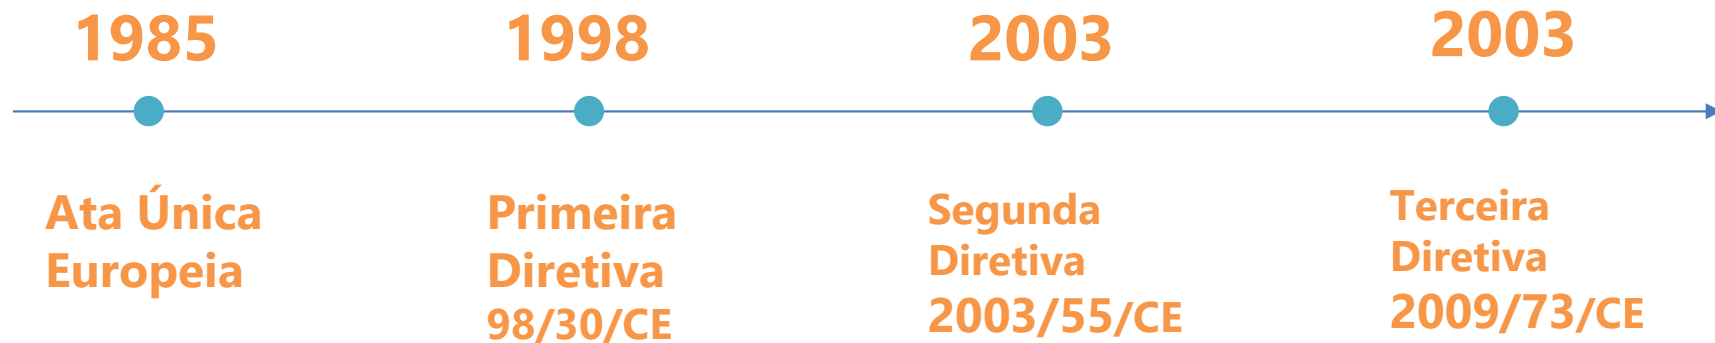 1985
Ata Única
Europeia
1998
Primeira
Diretiva
98/30/CE
2003
Segunda
Diretiva
2003/55/CE
2003
Terceira
Diretiva
2009/73/CE